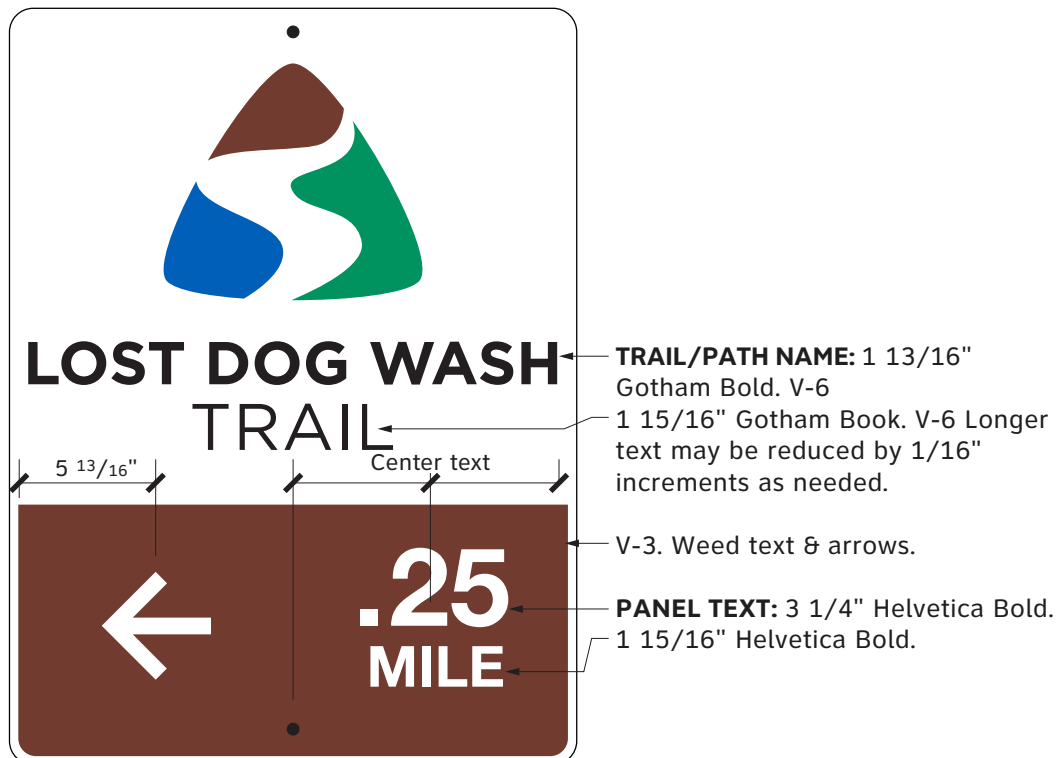 LOST DOG WASH
TRAIL
5 13/16"
Center text
.25
MILE
TRAIL/PATH NAME: 1 13/16"
Gotham Bold. V-6
1 15/16" Gotham Book. V-6 Longer
text may be reduced by 1/16"
increments as needed.
V-3. Weed text & arrows.
PANEL TEXT: 3 1/4" Helvetica Bold.
1 15/16" Helvetica Bold.